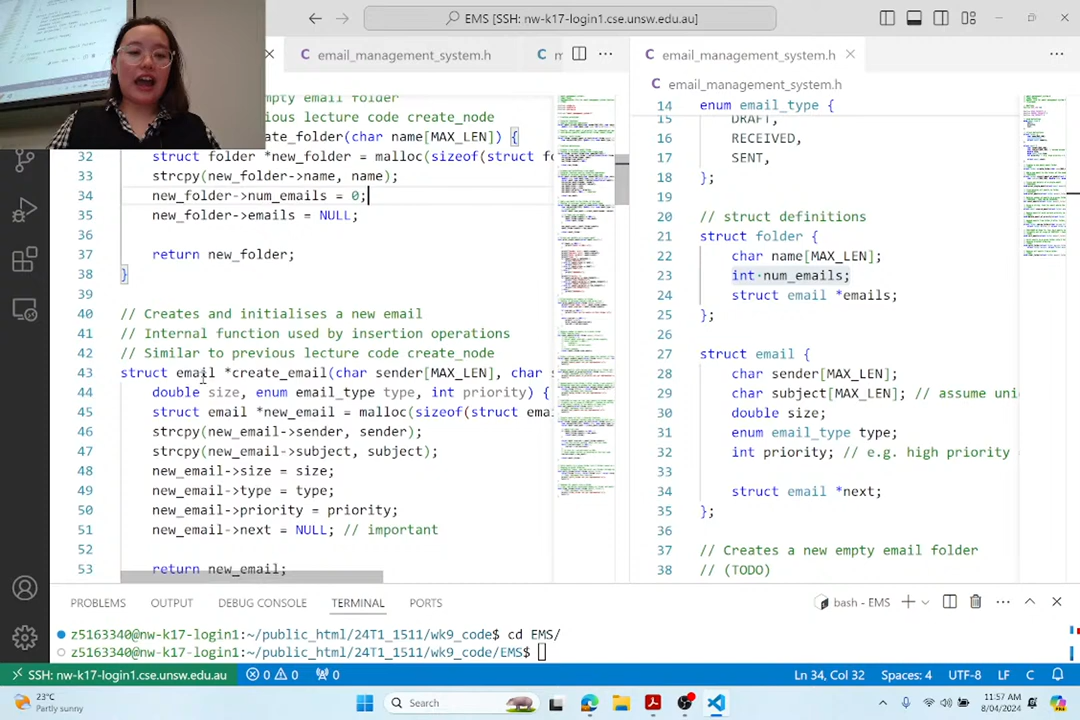 EMS [SSH: nw-k17-login1.cse.unsw.edu.au]
C email_management_system.h
C
C email_management_system.h
C email_management_system.h
empty email folder
vious lecture code create_node
ate_folder(char name[MAX_LEN]) {
32 struct folder *new_folder = malloc(sizeof(struct fo
33 strcpy(new_folder->name, name);
34 new_folder->num_emails = 0;
35 new_folder->emails = NULL;
36
37 return new_folder;
38 }
39
40 // Creates and initialises a new email
41 // Internal function used by insertion operations
42 // Similar to previous lecture code create_node
43 struct email *create_email(char sender[MAX_LEN], char s
44 double size, enum email_type type, int priority) {
45 struct email *new_email = malloc(sizeof(struct ema
46 strcpy(new_email->sender, sender);
47 strcpy(new_email->subject, subject);
48 new_email->size = size;
49 new_email->type = type;
50 new_email->priority = priority;
51 new_email->next = NULL; // important
52
53 return new_email;
14 enum email_type {
15 DRAFT,
16 RECEIVED,
17 SENT,
18 };
19
20 // struct definitions
21 struct folder {
22 char name[MAX_LEN];
23 int num_emails;
24 struct email *emails;
25 };
26
27 struct email {
28 char sender[MAX_LEN];
29 char subject[MAX_LEN]; // assume uni
30 double size;
31 enum email_type type;
32 int priority; // e.g. high priority
33
34 struct email *next;
35 };
36
37 // Creates a new empty email folder
38 // (TODO)
PROBLEMS OUTPUT DEBUG CONSOLE TERMINAL PORTS
bash - EMS
z5163340@nw-k17-login1:~/public_html/24T1_1511/wk9_code$ cd EMS/
z5163340@nw-k17-login1:~/public_html/24T1_1511/wk9_code/EMS$
SSH: nw-k17-login1.cse.unsw.edu.au 0 0 0
Ln 34, Col 32 Spaces: 4 UTF-8 LF C
23°C
Partly sunny
Search
11:57 AM
8/04/2024